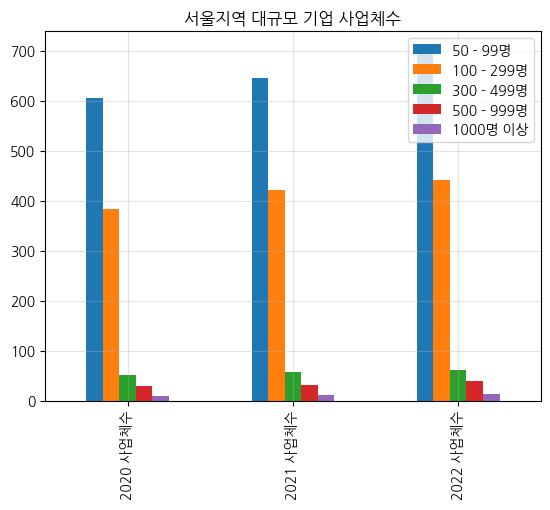 서울지역 대규모 기업 사업체수
700
600
500
400
300
200
100
0
50 - 99명
100 - 299명
300 - 499명
500 - 999명
1000명 이상
2020 사업체수
2021 사업체수
2022 사업체수